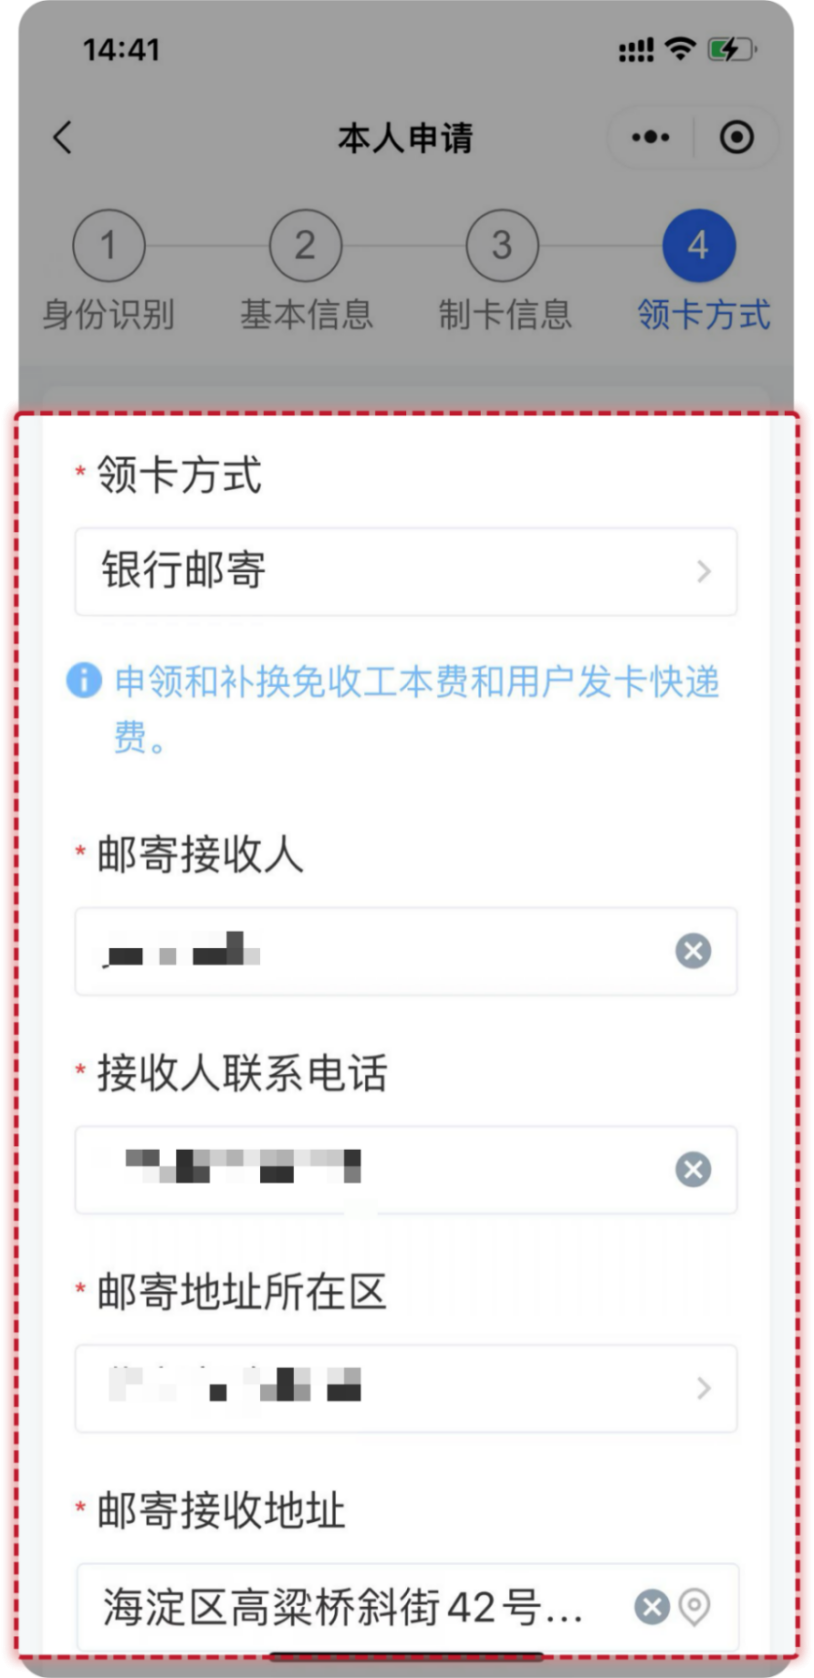 14:41
本人申请
1
2
3
4
身份识别
基本信息
制卡信息
领卡方式
* 领卡方式
银行邮寄
申领和补换免收工本费和用户发卡快递
费。
* 邮寄接收人
* 接收人联系电话
* 邮寄地址所在区
* 邮寄接收地址
海淀区高粱桥斜街42号...